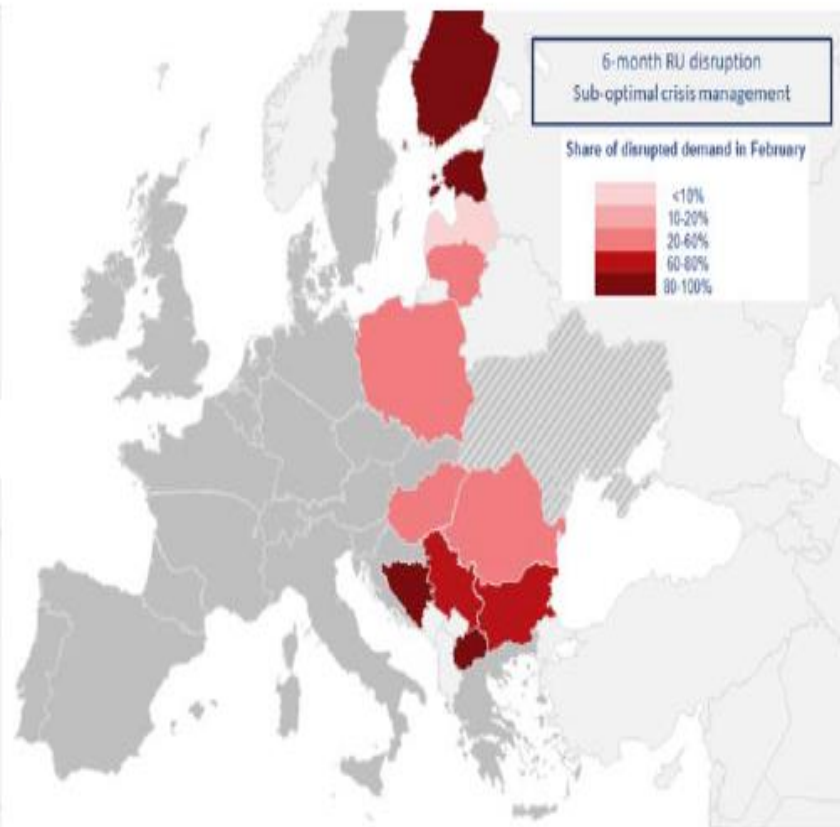 6-month RU disruption
Sub-optimal crisis management
Share of disrupted demand in February
<10%
10-20%
20-60%
60-80%
80-100%